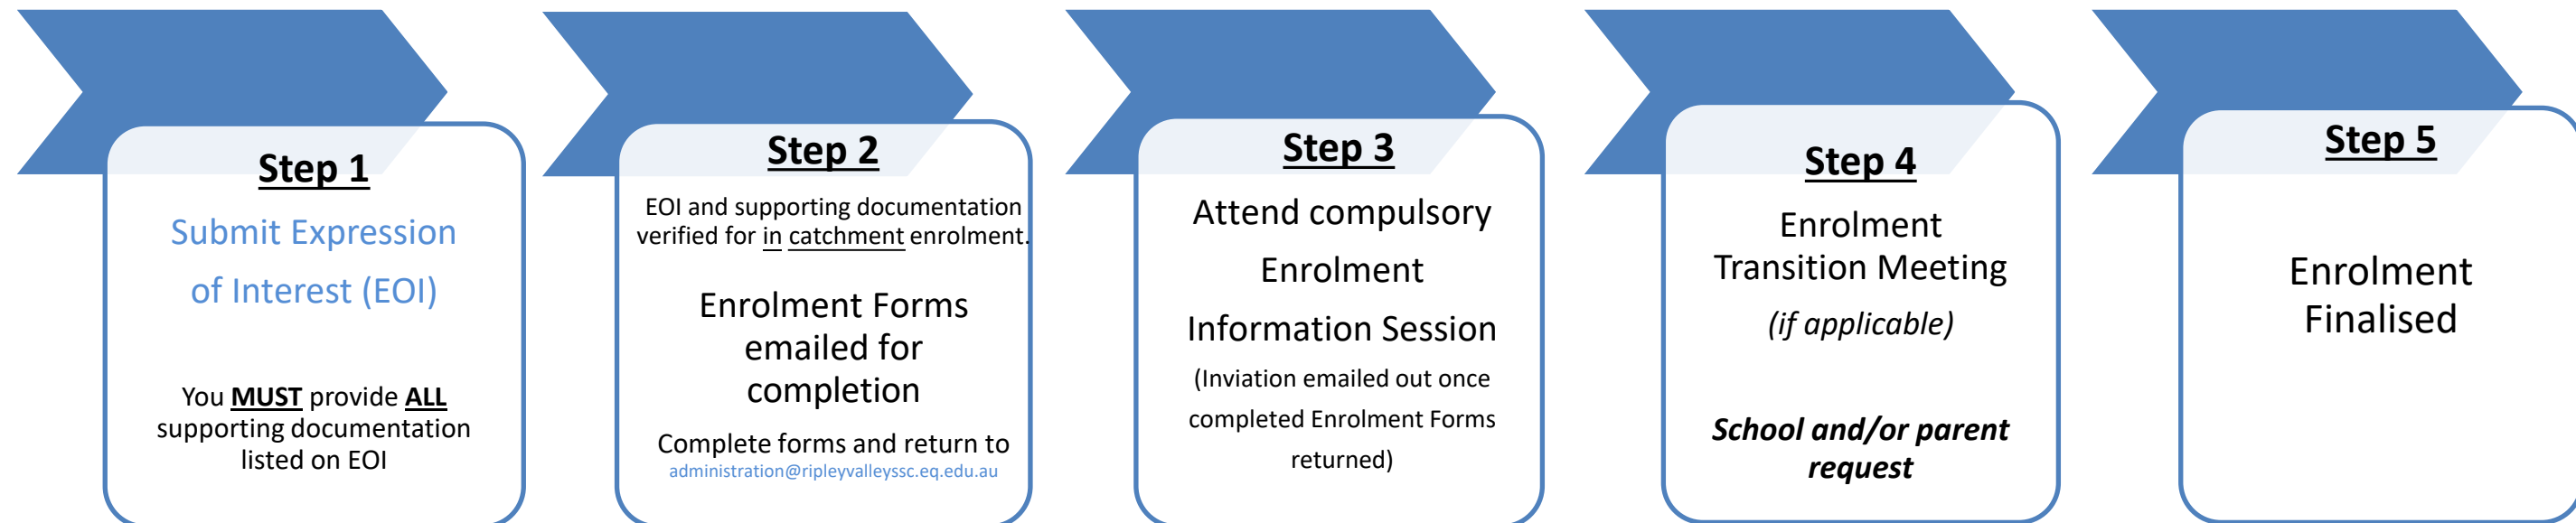 Step 1
Submit Expression
of Interest (EOI)
You MUST provide ALL
supporting documentation
listed on EOI
Step 2
EOI and supporting documentation
verified for in catchment enrolment.
Enrolment Forms
emailed for
completion
Complete forms and return to
administration@ripleyvalleyssc.eq.edu.au
Step 3
Attend compulsory
Enrolment
Information Session
(Inviation emailed out once
completed Enrolment Forms
returned)
Step 4
Enrolment
Transition Meeting
(if applicable)
School and/or parent
request
Step 5
Enrolment
Finalised